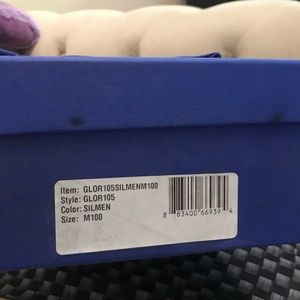 Item: GLOR105SILMENM100
Style: GLOR105
Color: SILMEN
Size: M100
8 83400 66939 4